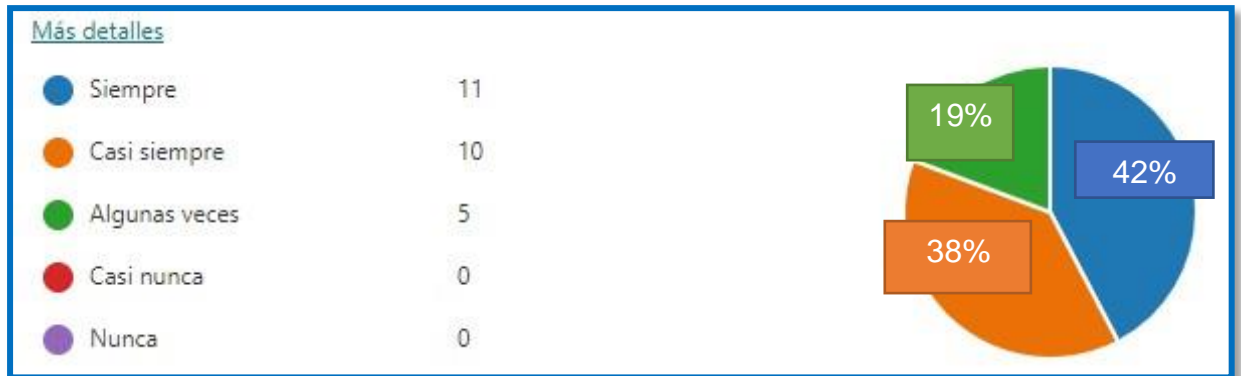 Más detalles
Siempre 11
Casi siempre 10
Algunas veces 5
Casi nunca 0
Nunca 0
19%
42%
38%